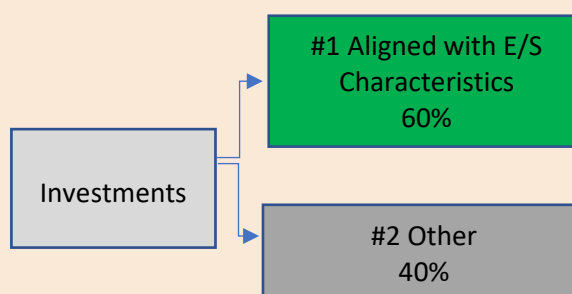 #1 Aligned with E/S
Characteristics
60%
Investments
#2 Other
40%